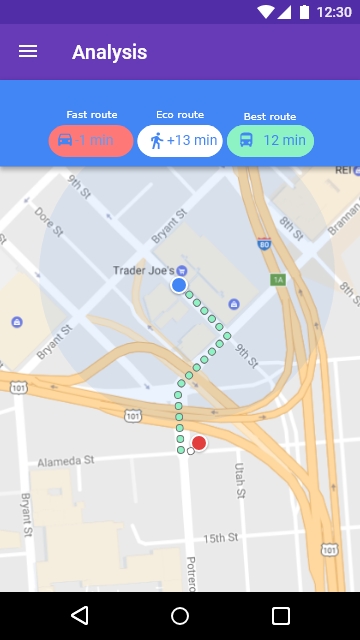 12:30
Analysis
Fast route
Eco route
Best route
-1 min
+13 min
12 min
9th St
REI
Dore St
Bryant St
8th St
Brannan
80
Trader Joe's
1A
8th St
Bryant St
9th St
101
101
Alameda St
Utah St
Bryant St
15th St
101
Potrero